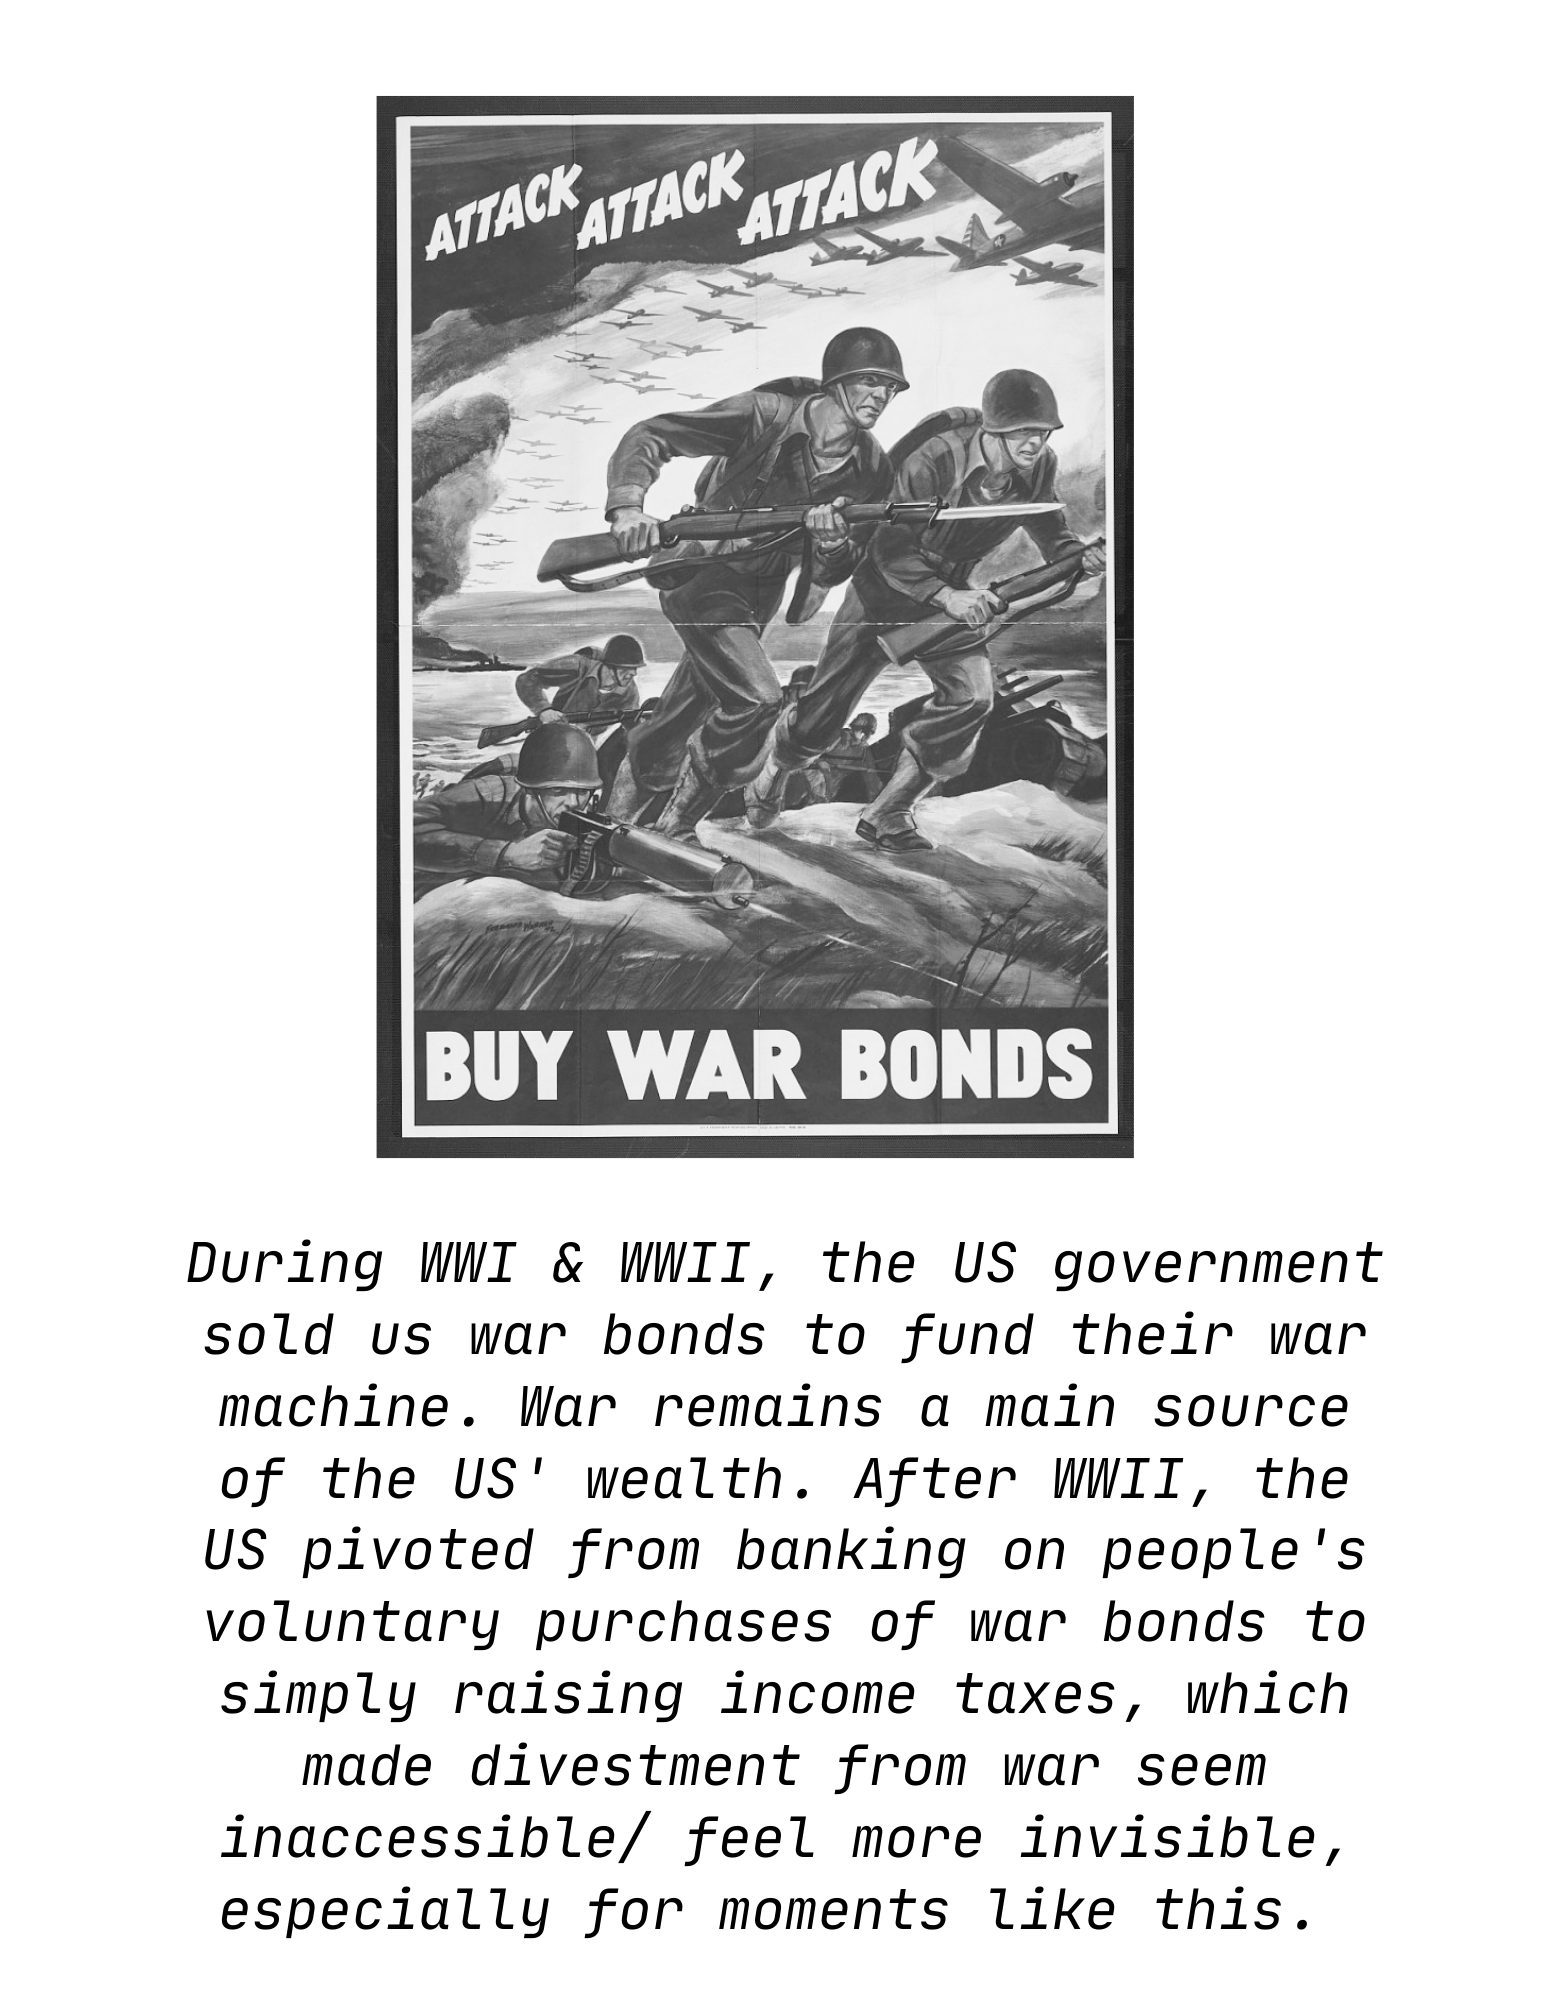 ATTACK ATTACK ATTACK
BUY WAR BONDS
During WWI & WWII, the US government
sold us war bonds to fund their war
machine. War remains a main source
of the US' wealth. After WWII, the
US pivoted from banking on people's
voluntary purchases of war bonds to
simply raising income taxes, which
made divestment from war seem
inaccessible/ feel more invisible,
especially for moments like this.